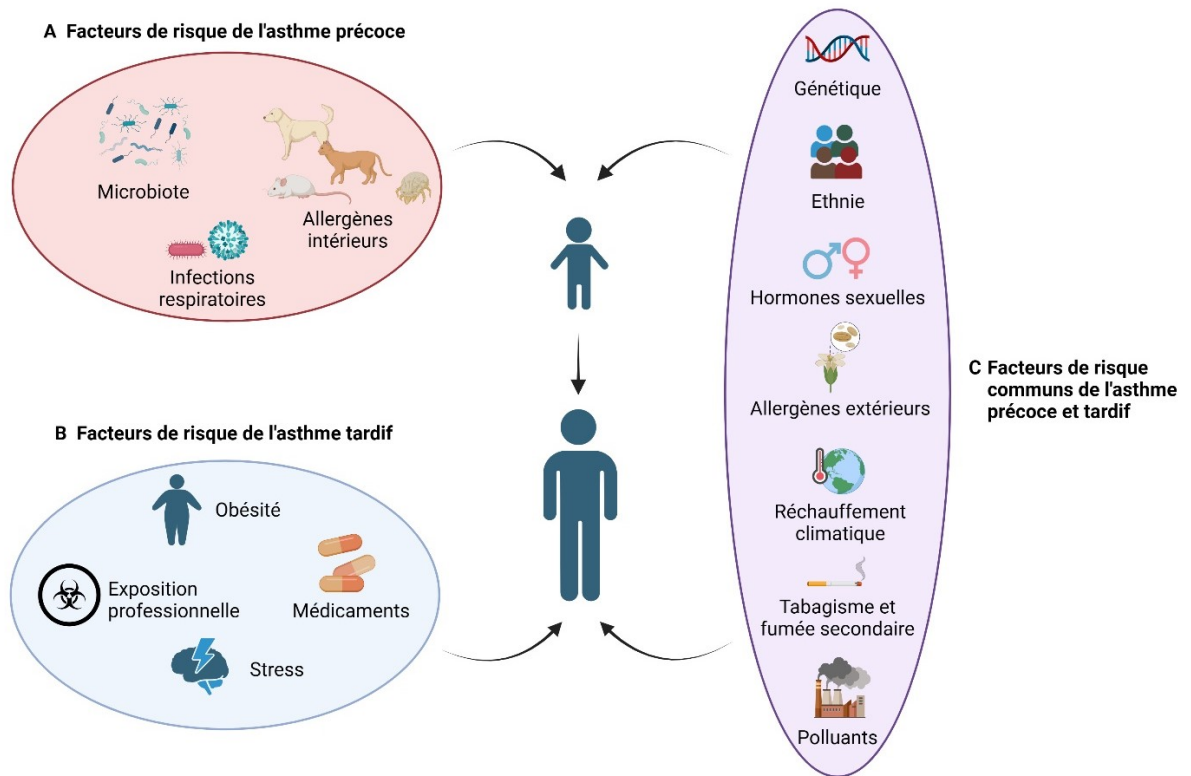 A Facteurs de risque de l'asthme précoce
Microbiote
Allergènes
intérieurs
Infections
respiratoires
B Facteurs de risque de l'asthme tardif
Obésité
Exposition
professionnelle
Médicaments
Stress
Génétique
Ethnie
Hormones sexuelles
Allergènes extérieurs
Réchauffement
climatique
Tabagisme et
fumée secondaire
Polluants
C Facteurs de risque
communs de l'asthme
précoce et tardif